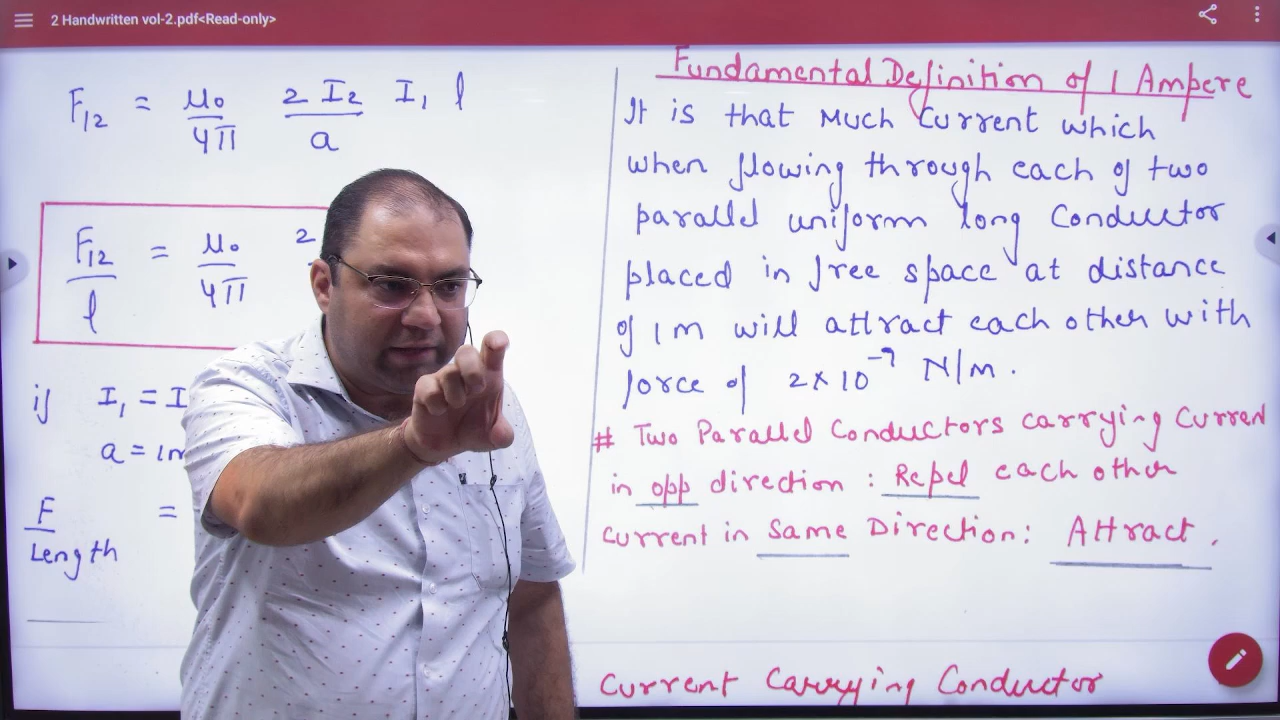 2 Handwritten vol-2.pdf<Read-only>
F₁₂ = μ₀/4π 2 I₂/a I₁ l
F₁₂/l = μ₀/4π 2
if I₁ = I
a = 1m
F/Length =
Fundamental Definition of 1 Ampere
It is that Much Current which
when flowing through each of two
parallel uniform long Conductor
placed in free space at distance
of 1m will attract each other with
force of 2×10⁻⁷ N/m.
# Two Parallel Conductors carrying Current
in opp direction : Repel each other
Current in Same Direction: Attract.
Current Carrying Conductor